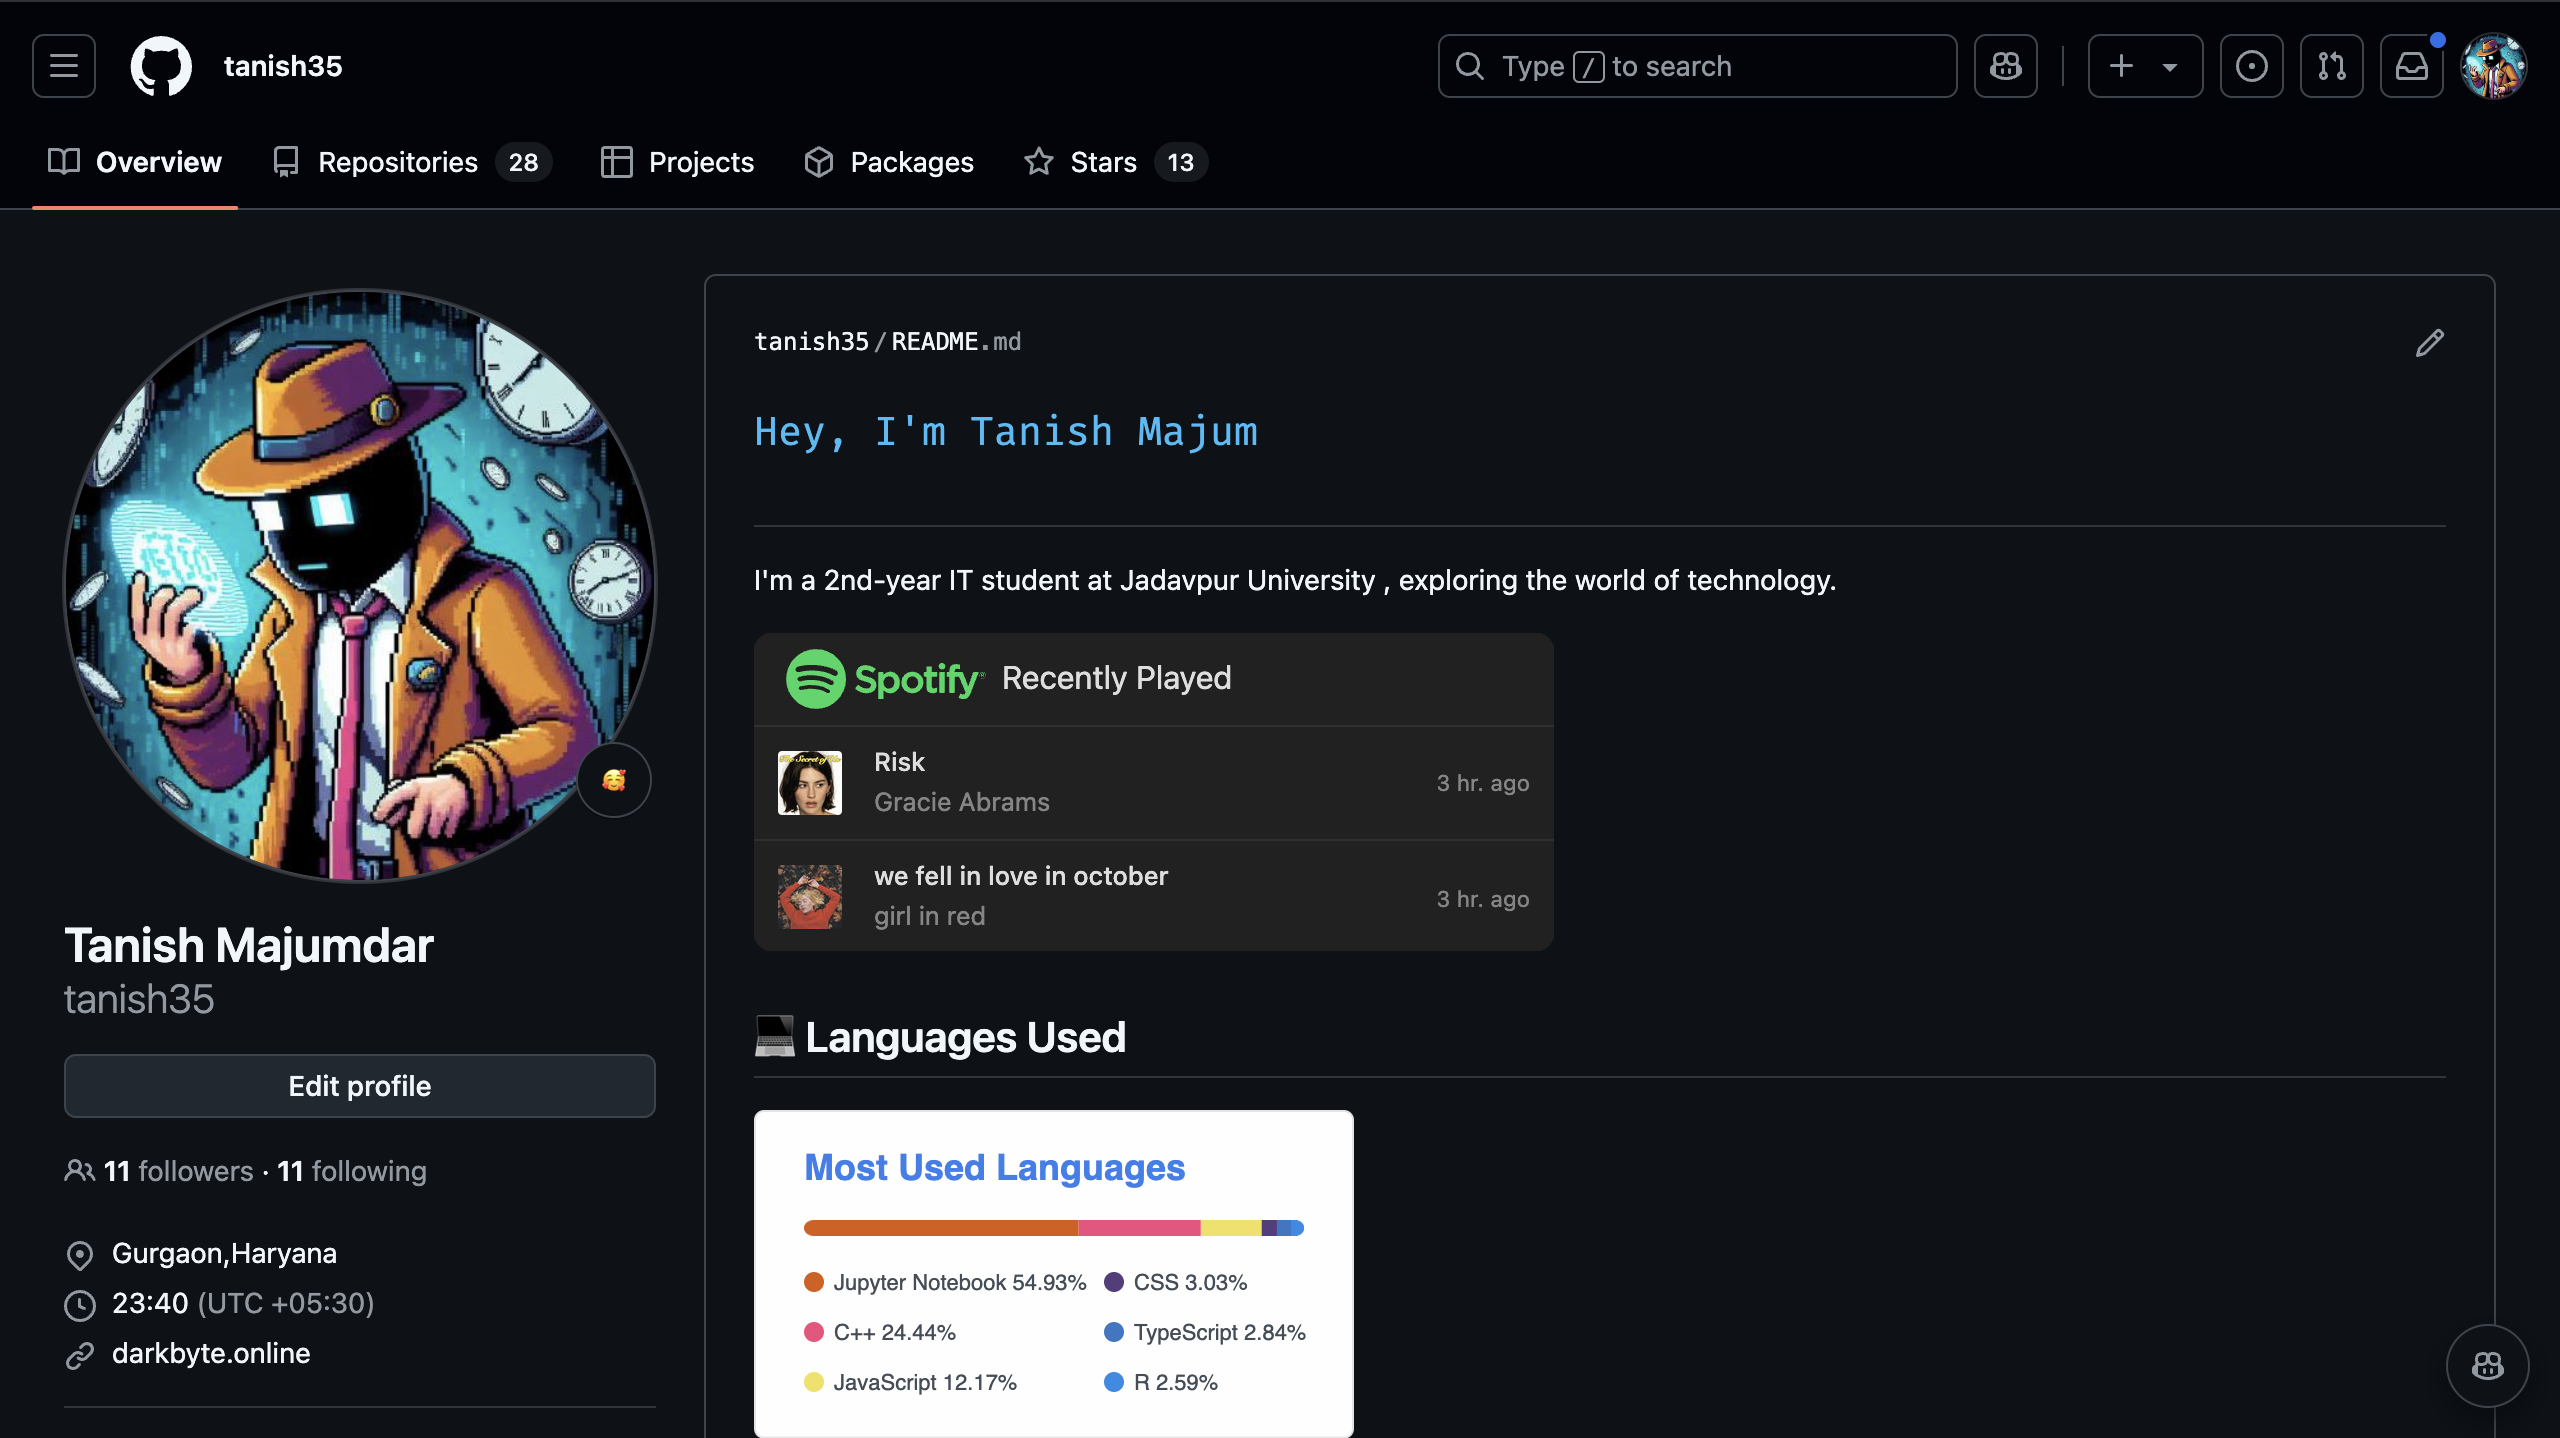 tanish35
Type / to search
Overview
Repositories 28
Projects
Packages
Stars 13
Tanish Majumdar
tanish35
Edit profile
11 followers · 11 following
Gurgaon,Haryana
23:40 (UTC +05:30)
darkbyte.online
tanish35/README.md
Hey, I'm Tanish Majum
I'm a 2nd-year IT student at Jadavpur University , exploring the world of technology.
Spotify® Recently Played
Risk
Gracie Abrams
3 hr. ago
we fell in love in october
girl in red
3 hr. ago
Languages Used
Most Used Languages
Jupyter Notebook 54.93%
C++ 24.44%
JavaScript 12.17%
CSS 3.03%
TypeScript 2.84%
R 2.59%